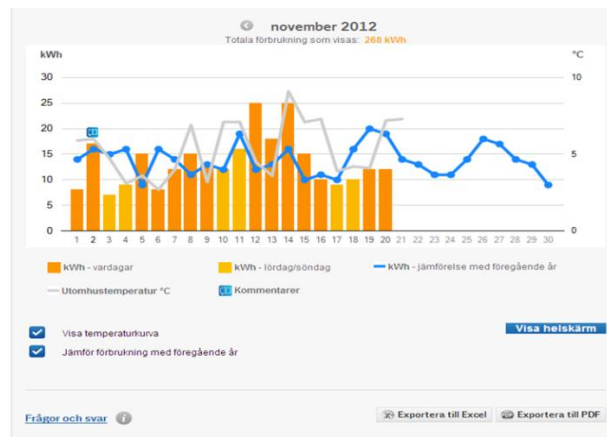 november 2012
Totala förbrukning som visas: 268 kWh
kWh °C
30 10
25
20
15 5
10
5
0 0
1 2 3 4 5 6 7 8 9 10 11 12 13 14 15 16 17 18 19 20 21 22 23 24 25 26 27 28 29 30
kWh - vardagar kWh - lördag/söndag kWh - jämförelse med föregående år
Utomhustemperatur °C Kommentarer
Visa temperaturkurva Visa helskärm
Jämför förbrukning med föregående år
Frågor och svar i Exportera till Excel Exportera till PDF